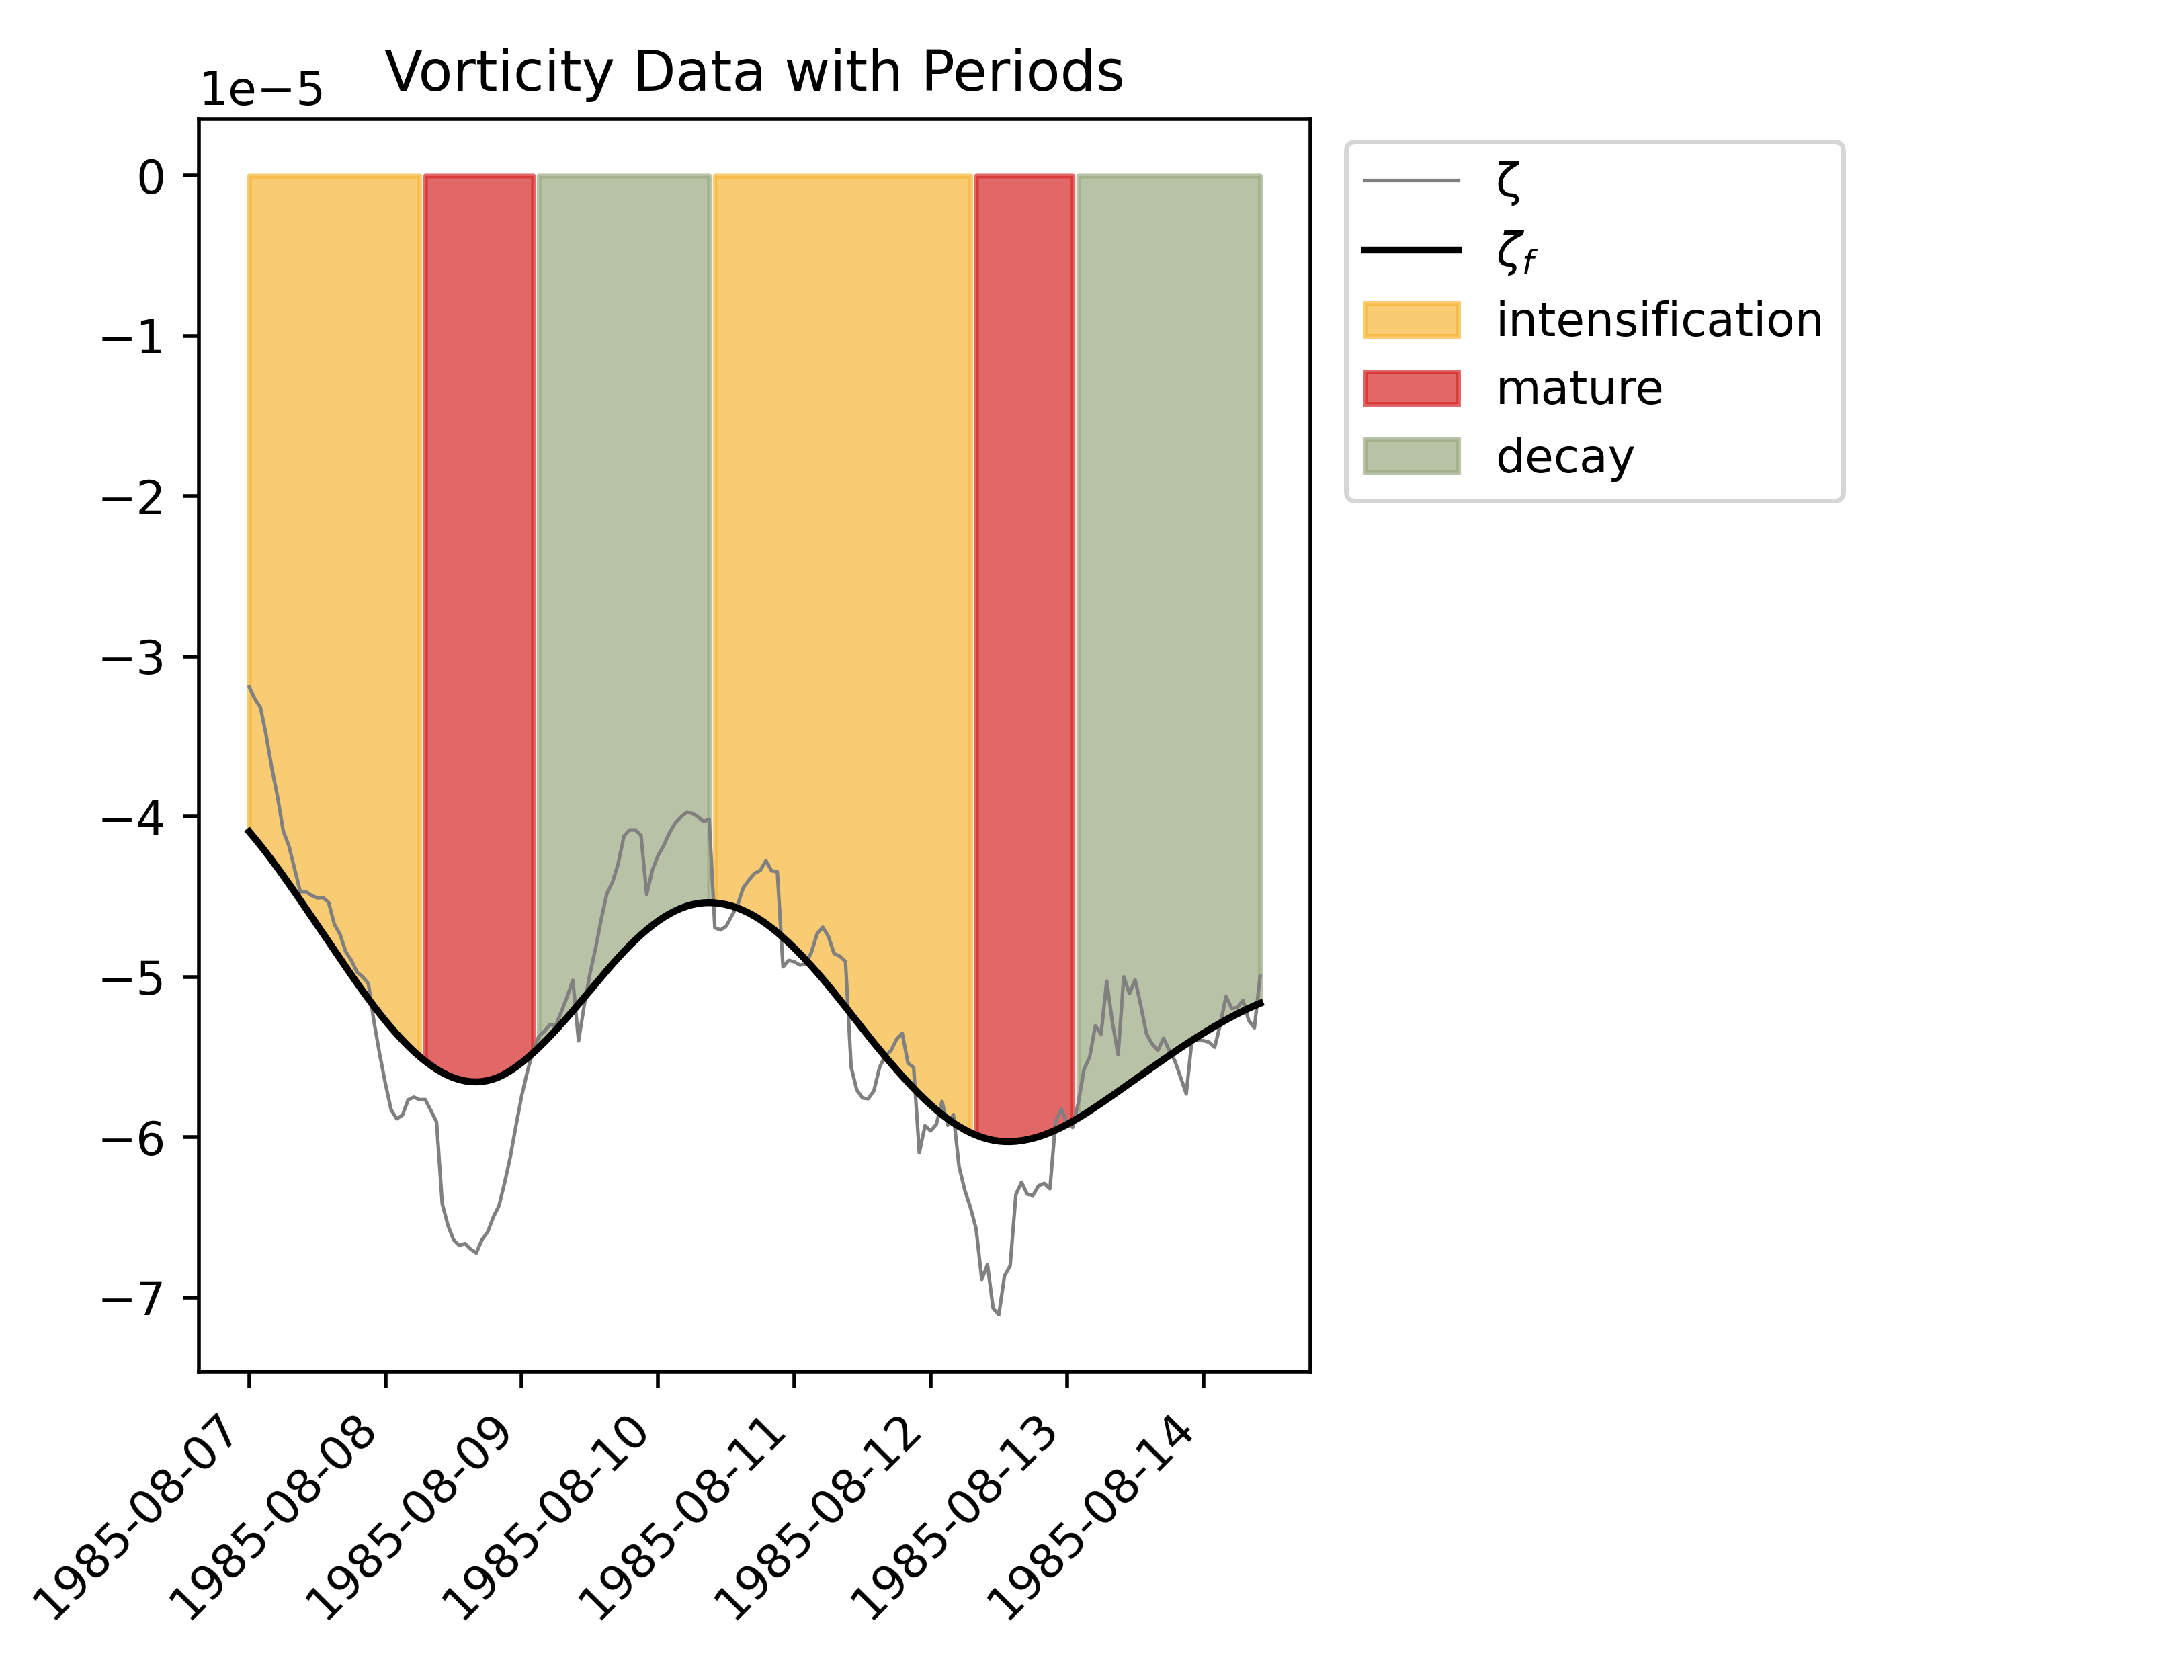 Vorticity Data with Periods
1e−5
0
−1
−2
−3
−4
−5
−6
−7
1985-08-07
1985-08-08
1985-08-09
1985-08-10
1985-08-11
1985-08-12
1985-08-13
1985-08-14
ζ
ζf
intensification
mature
decay